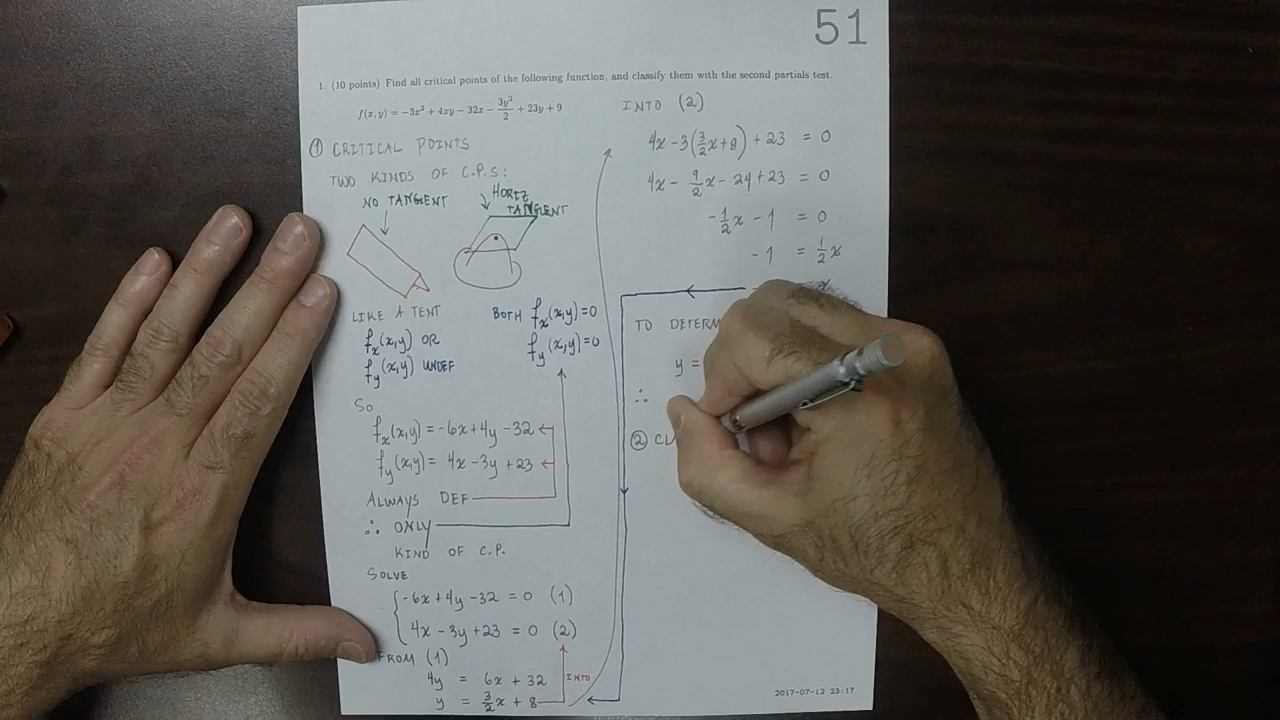 51
1. (10 points) Find all critical points of the following function, and classify them with the second partials test.
f(x, y) = −3x² + 4xy − 32x − 3y²/2 + 23y + 9
① CRITICAL POINTS
TWO KINDS OF C.P.S:
NO TANGENT
HORIZ
TANGENT
LIKE A TENT
fx(x,y) OR
fy(x,y) UNDEF
BOTH fx(x,y)=0
fy(x,y)=0
So
fx(x,y) = -6x+4y-32
fy(x,y) = 4x-3y+23
ALWAYS DEF
∴ ONLY
KIND OF C.P.
SOLVE
-6x+4y-32 = 0 (1)
4x-3y+23 = 0 (2)
FROM (1)
4y = 6x + 32
y = 3/2x + 8
INTO
INTO (2)
4x-3(3/2x+8)+23 = 0
4x - 9/2x - 24+23 = 0
-1/2x - 1 = 0
-1 = 1/2x
x
TO DETERM
y =
∴
② CL
2017-07-12 23:17